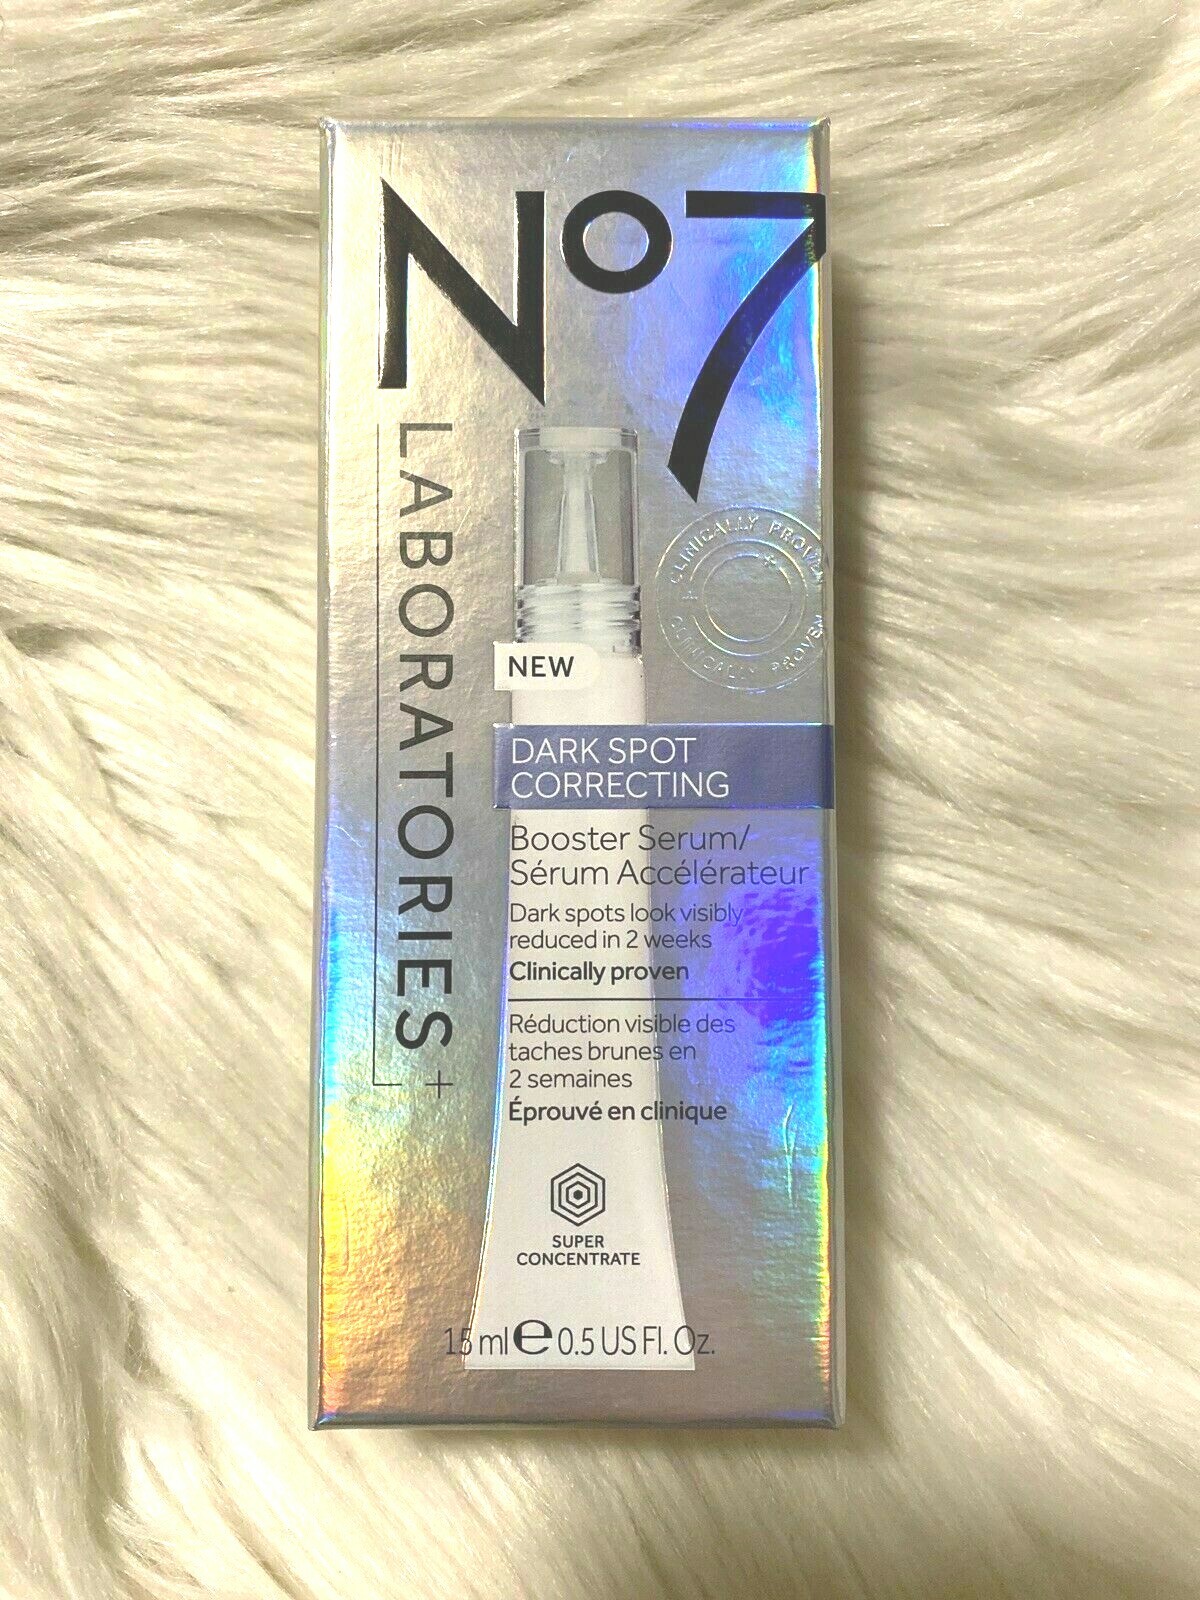 No7
LABORATORIES
CLINICALLY PROVEN
CLINICALLY PROVEN
NEW
DARK SPOT
CORRECTING
Booster Serum/
Sérum Accélérateur
Dark spots look visibly
reduced in 2 weeks
Clinically proven
Réduction visible des
taches brunes en
2 semaines
Éprouvé en clinique
SUPER
CONCENTRATE
15 ml e 0.5 US Fl. Oz.